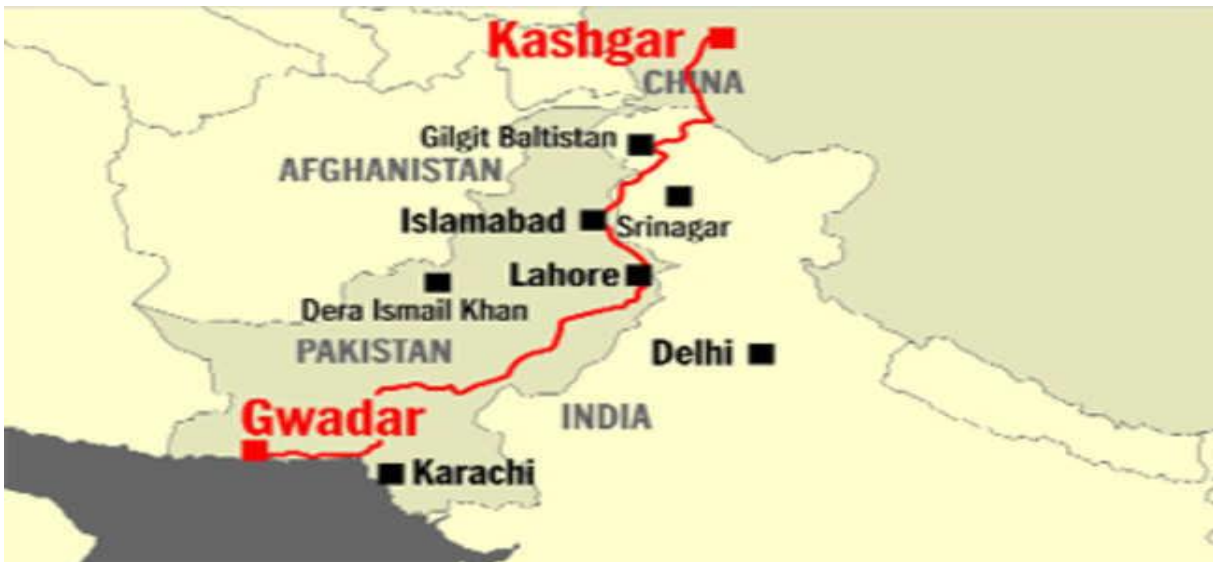 Kashgar
CHINA
Gilgit Baltistan
AFGHANISTAN
Islamabad
Srinagar
Lahore
Dera Ismail Khan
PAKISTAN
Delhi
Gwadar
INDIA
Karachi